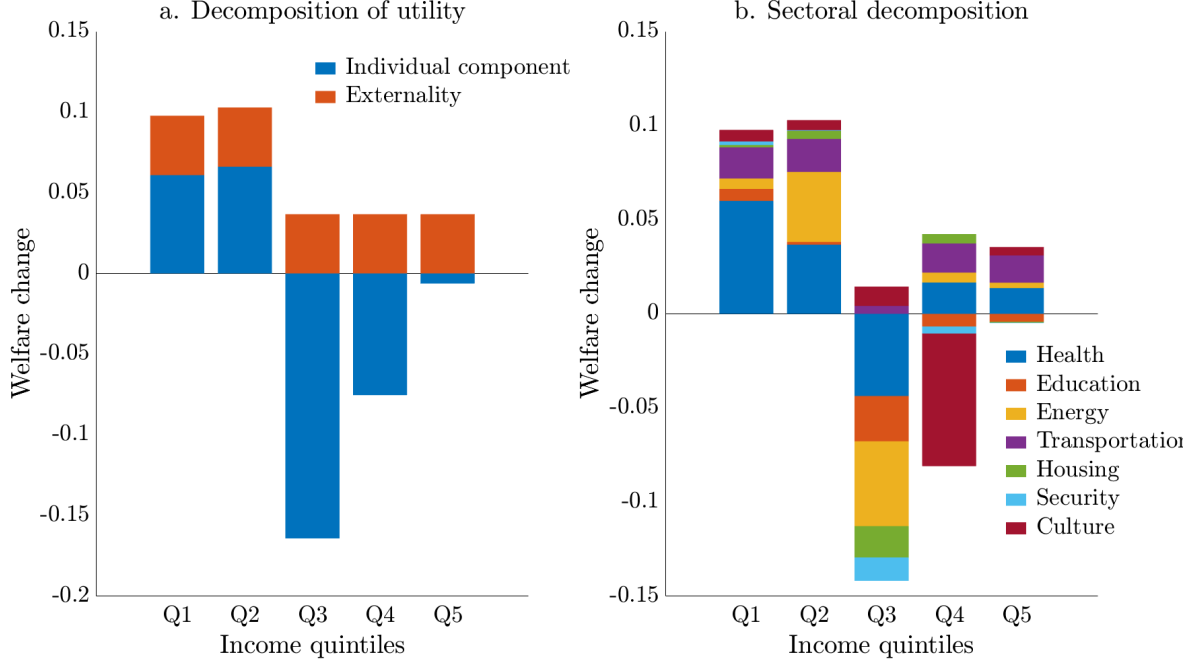 a. Decomposition of utility
0.15
0.1
0.05
0
-0.05
-0.1
-0.15
-0.2
Welfare change
Individual component
Externality
Q1 Q2 Q3 Q4 Q5
Income quintiles
b. Sectoral decomposition
0.15
0.1
0.05
0
-0.05
-0.1
-0.15
Welfare change
Health
Education
Energy
Transportation
Housing
Security
Culture
Q1 Q2 Q3 Q4 Q5
Income quintiles